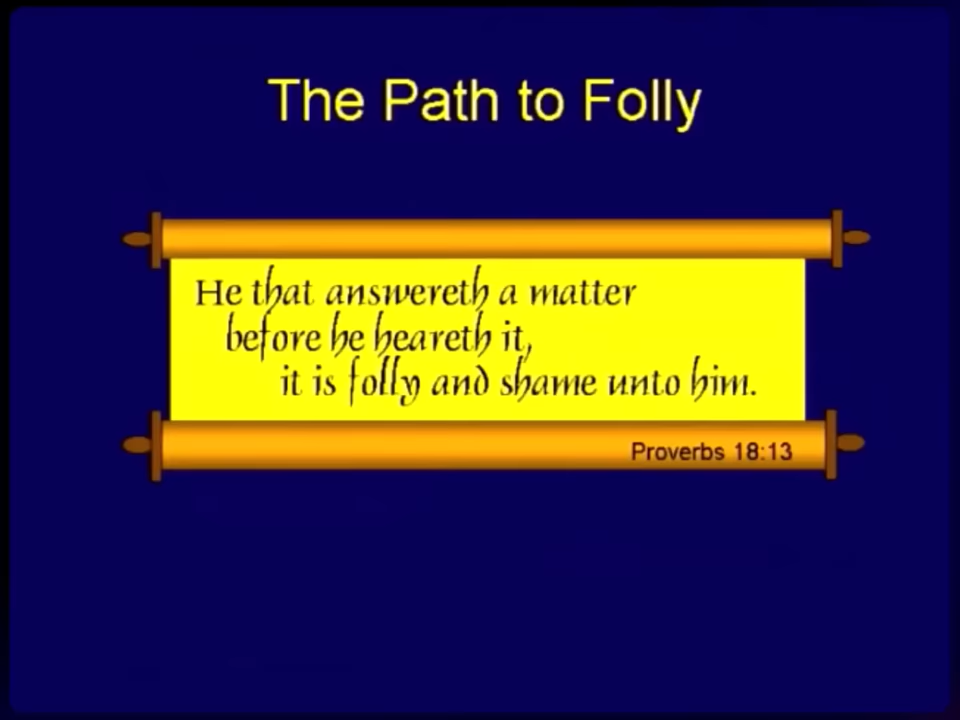 The Path to Folly
He that answereth a matter
before he heareth it,
it is folly and shame unto him.
Proverbs 18:13